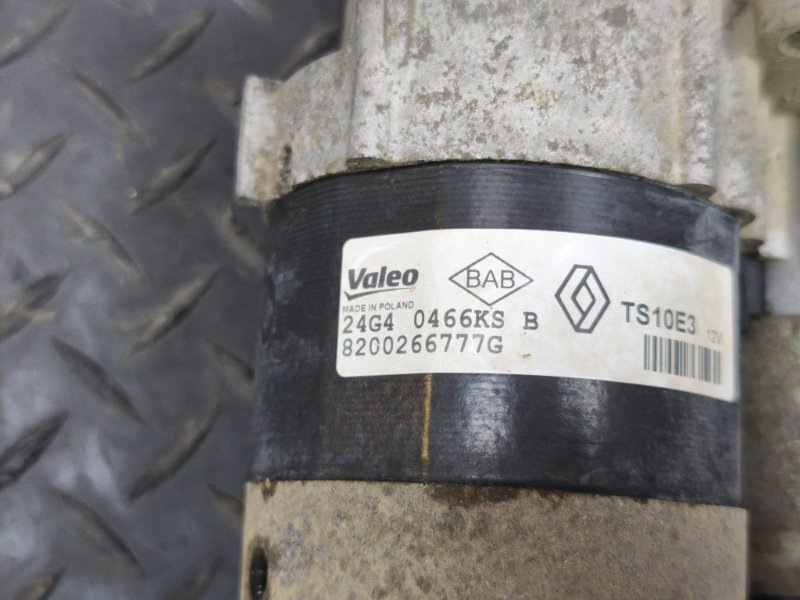 Valeo
BAB
MADE IN POLAND
24G4 0466KS B
8200266777G
TS10E3 12V